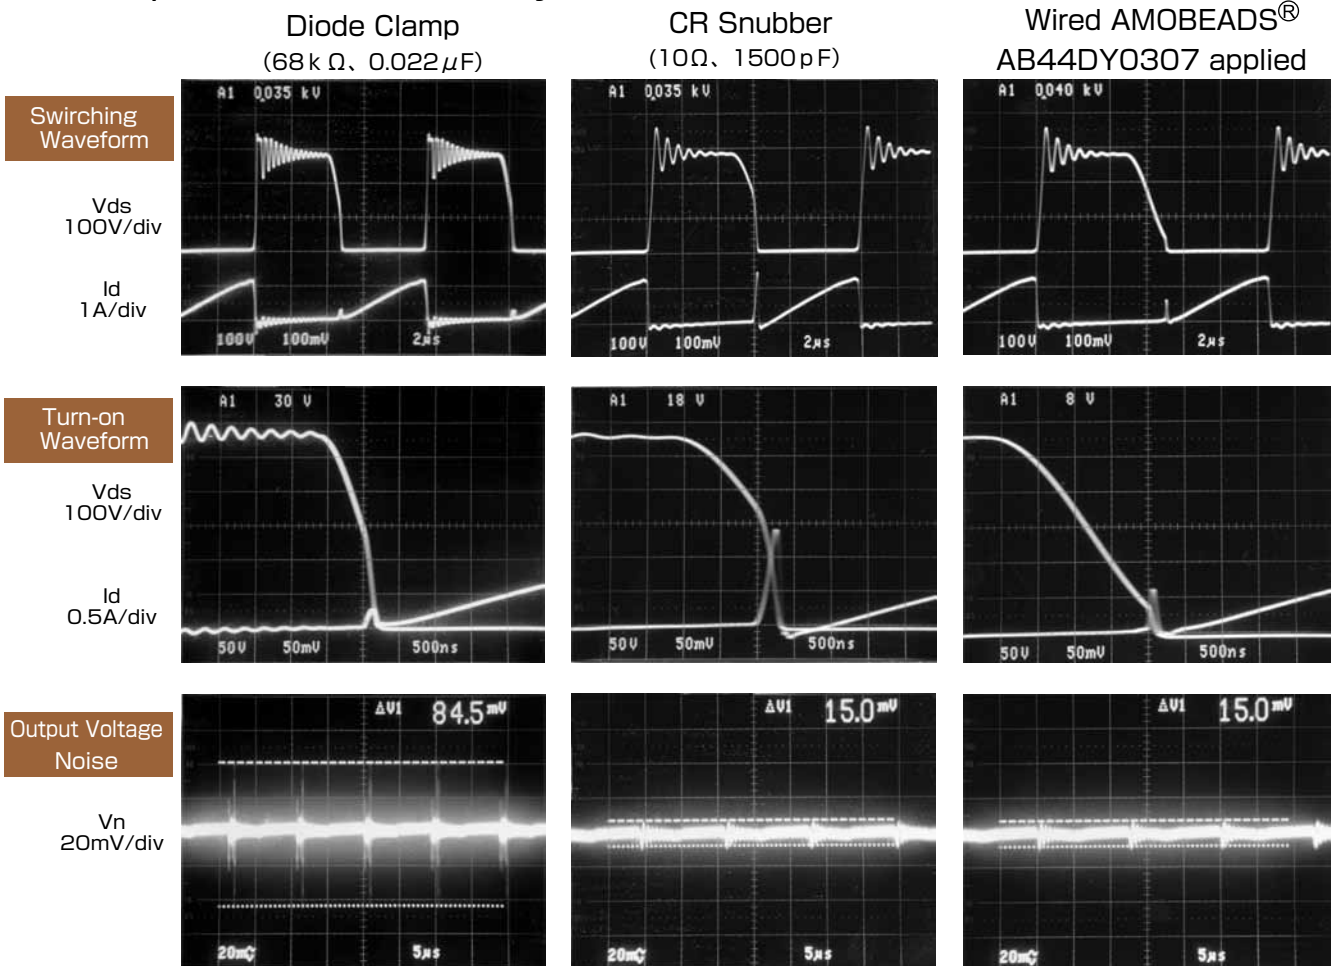 Diode Clamp
(68kΩ、0.022μF)
CR Snubber
(10Ω、1500pF)
Wired AMOBEADS®
AB44DY0307 applied
Swirching
Waveform
Vds
100V/div
Id
1A/div
A1 0.035 kV
100V 100mV 2μs
A1 0.035 kV
100V 100mV 2μs
A1 0.040 kV
100V 100mV 2μs
Turn-on
Waveform
Vds
100V/div
Id
0.5A/div
A1 30 V
50V 50mV 500ns
A1 18 V
50V 50mV 500ns
A1 8 V
50V 50mV 500ns
Output Voltage
Noise
Vn
20mV/div
ΔV1 84.5mV
5μs
ΔV1 15.0mV
5μs
ΔV1 15.0mV
5μs